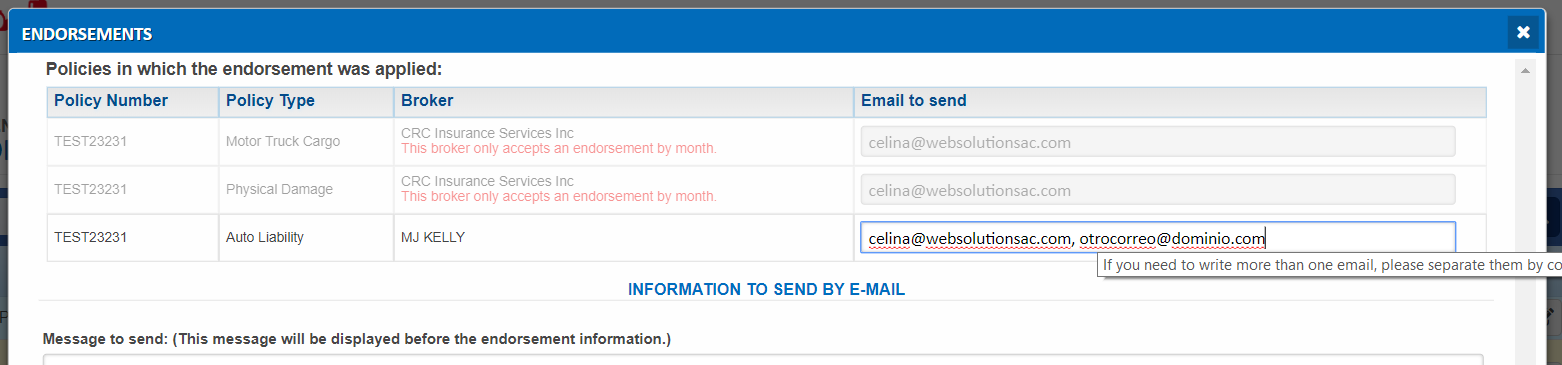 ENDORSEMENTS
Policies in which the endorsement was applied:
Policy Number Policy Type Broker Email to send
TEST23231 Motor Truck Cargo CRC Insurance Services Inc celina@websolutionsac.com
This broker only accepts an endorsement by month.
TEST23231 Physical Damage CRC Insurance Services Inc celina@websolutionsac.com
This broker only accepts an endorsement by month.
TEST23231 Auto Liability MJ KELLY celina@websolutionsac.com, otrocorreo@dominio.com
If you need to write more than one email, please separate them by co
INFORMATION TO SEND BY E-MAIL
Message to send: (This message will be displayed before the endorsement information.)